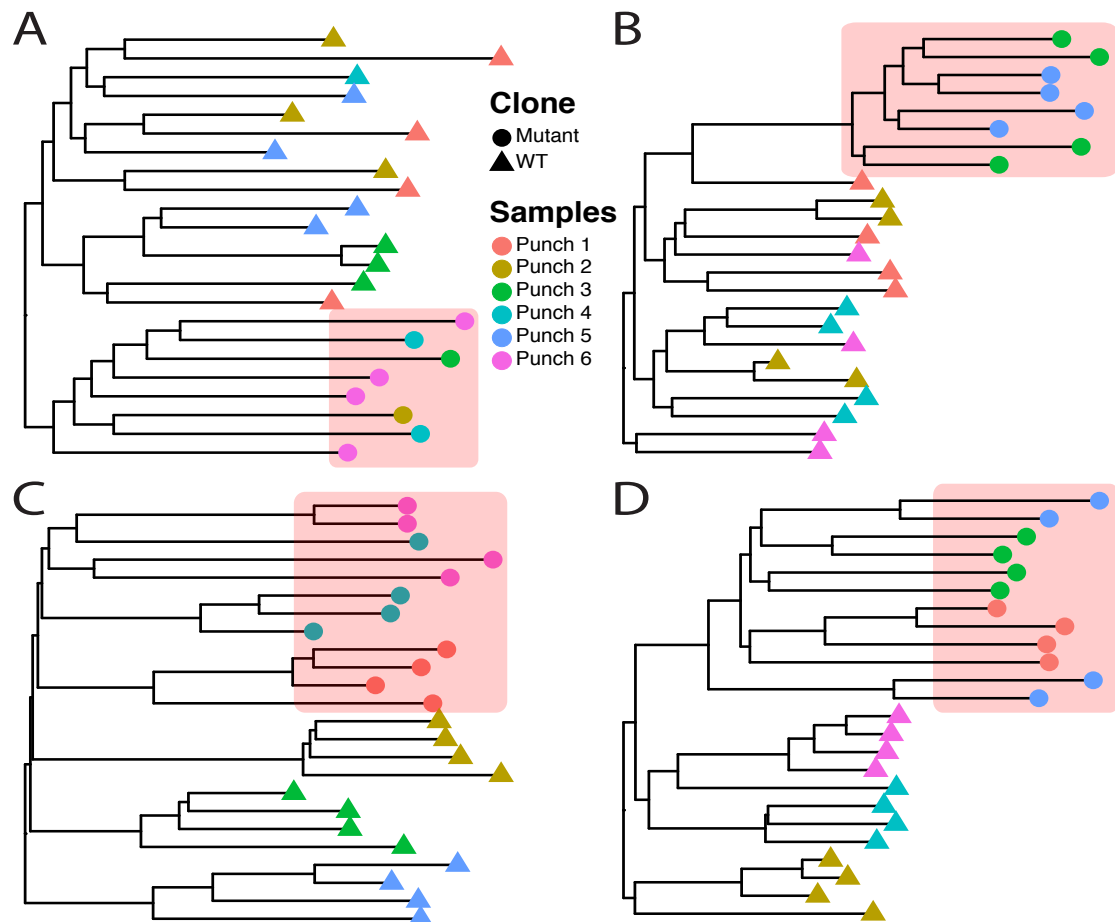 A
B
Clone
Mutant
WT
Samples
Punch 1
Punch 2
Punch 3
Punch 4
Punch 5
Punch 6
C
D